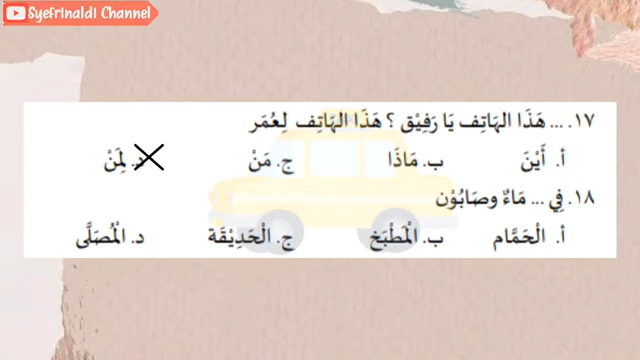 Syefrinaldi Channel
١٧. ... هَذَا الهَاتِف يَا رَفِيْق ؟ هَذَا الهَاتِف لِعُمَر
أ. أَيْنَ ب. مَاذَا ج. مَنْ د. لِمَنْ
١٨. فِي ... مَاءٌ وصَابُوْن
أ. الْحَمَّام ب. الْمَطْبَخ ج. الْحَدِيْقَة د. الْمُصَلَّى